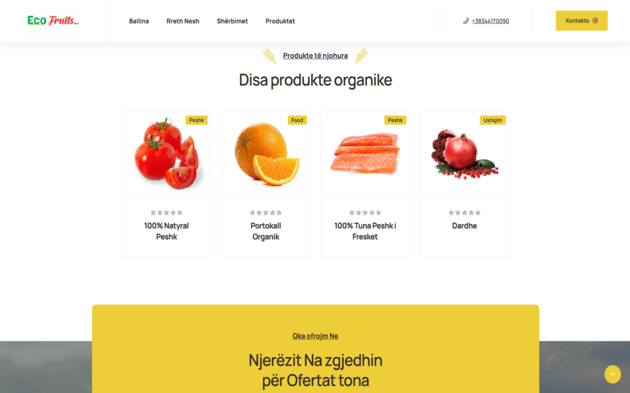 Eco Fruits
Ballina Rreth Nesh Shërbimet Produktet
+38344170090
Kontakto
Produkte të njohura
Disa produkte organike
Peshk Food Peshk Ushqim
100% Natyral
Peshk
Portokall
Organik
100% Tuna Peshk i
Fresket
Dardhe
Qka ofrojm Ne
Njerëzit Na zgjedhin
për Ofertat tona